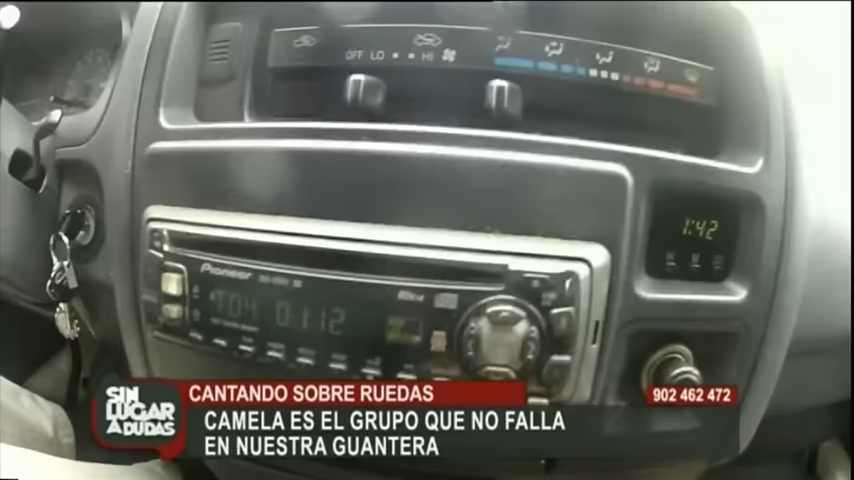 OFF LO HI
1:42
Pioneer
T04 01:12
SIN
LUGAR
A DUDAS
CANTANDO SOBRE RUEDAS
902 462 472
CAMELA ES EL GRUPO QUE NO FALLA
EN NUESTRA GUANTERA